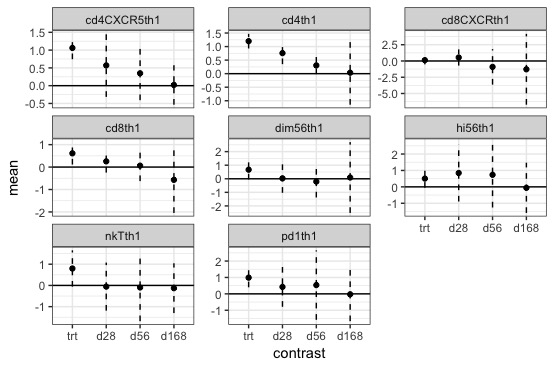 cd4CXCR5th1 cd4th1 cd8CXCRth1
1.5 1.0 0.5 0.0 -0.5
1.5 1.0 0.5 0.0 -0.5 -1.0
2.5 0.0 -2.5 -5.0
cd8th1 dim56th1 hi56th1
1 0 -1 -2
2 1 0 -1 -2
2 1 0 -1
trt d28 d56 d168
nkTth1 pd1th1
1 0 -1
2 1 0 -1
trt d28 d56 d168 trt d28 d56 d168
mean
contrast